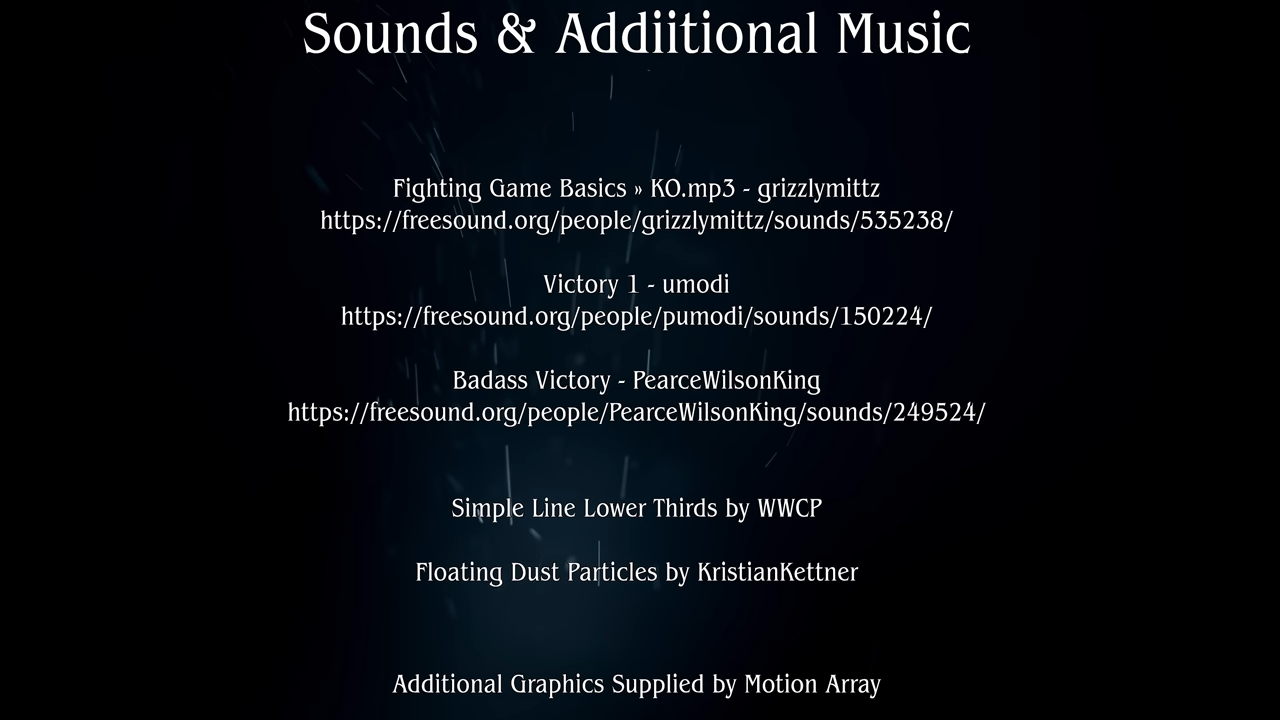 Sounds & Addiitional Music
Fighting Game Basics » KO.mp3 - grizzlymittz
https://freesound.org/people/grizzlymittz/sounds/535238/
Victory 1 - umodi
https://freesound.org/people/pumodi/sounds/150224/
Badass Victory - PearceWilsonKing
https://freesound.org/people/PearceWilsonKing/sounds/249524/
Simple Line Lower Thirds by WWCP
Floating Dust Particles by KristianKettner
Additional Graphics Supplied by Motion Array